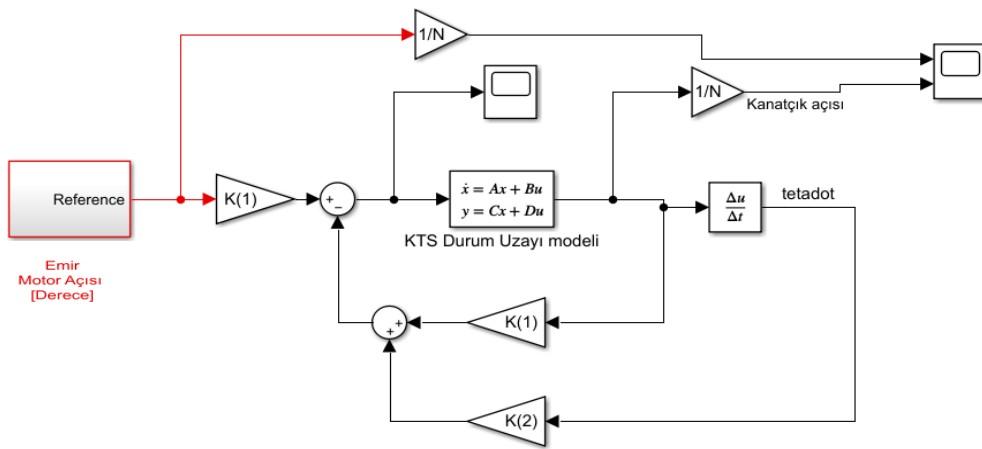 1/N
1/N
Kanatçık açısı
Reference
K(1)
+
−
ẋ = Ax + Bu
y = Cx + Du
KTS Durum Uzayı modeli
Δu
Δt
tetadot
Emir
Motor Açısı
[Derece]
+
+
K(1)
K(2)